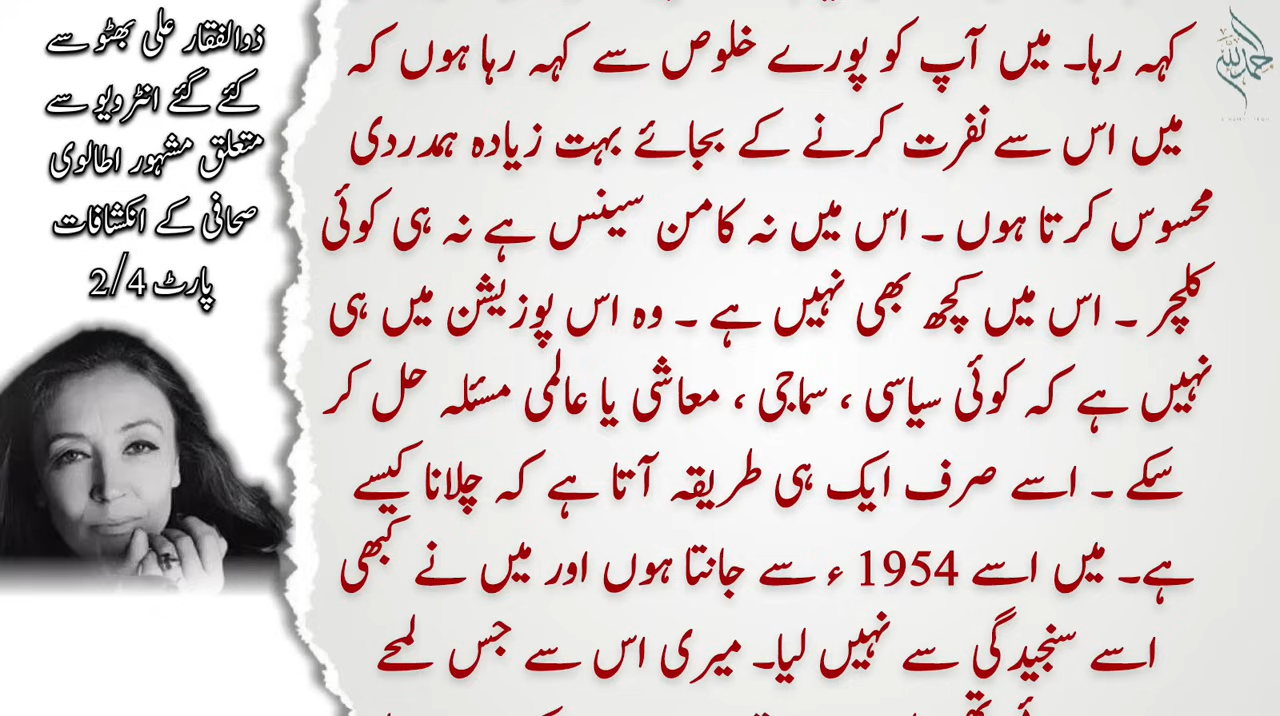 ذوالفقار علی بھٹو سے
کئے گئے انٹرویو سے
متعلق مشہور اطالوی
صحافی کے انکشافات
پارٹ 2/4
کہہ رہا۔ میں آپ کو پورے خلوص سے کہہ رہا ہوں کہ
میں اس سے نفرت کرنے کے بجائے بہت زیادہ ہمدردی
محسوس کرتا ہوں ۔ اس میں نہ کامن سینس ہے نہ ہی کوئی
کلچر ۔ اس میں کچھ بھی نہیں ہے ۔ وہ اس پوزیشن میں ہی
نہیں ہے کہ کوئی سیاسی ، سماجی ، معاشی یا عالمی مسئلہ حل کر
سکے ۔ اسے صرف ایک ہی طریقہ آتا ہے کہ چلانا کیسے
ہے۔ میں اسے 1954 ء سے جانتا ہوں اور میں نے کبھی
اسے سنجیدگی سے نہیں لیا۔ میری اس سے جس لمحے